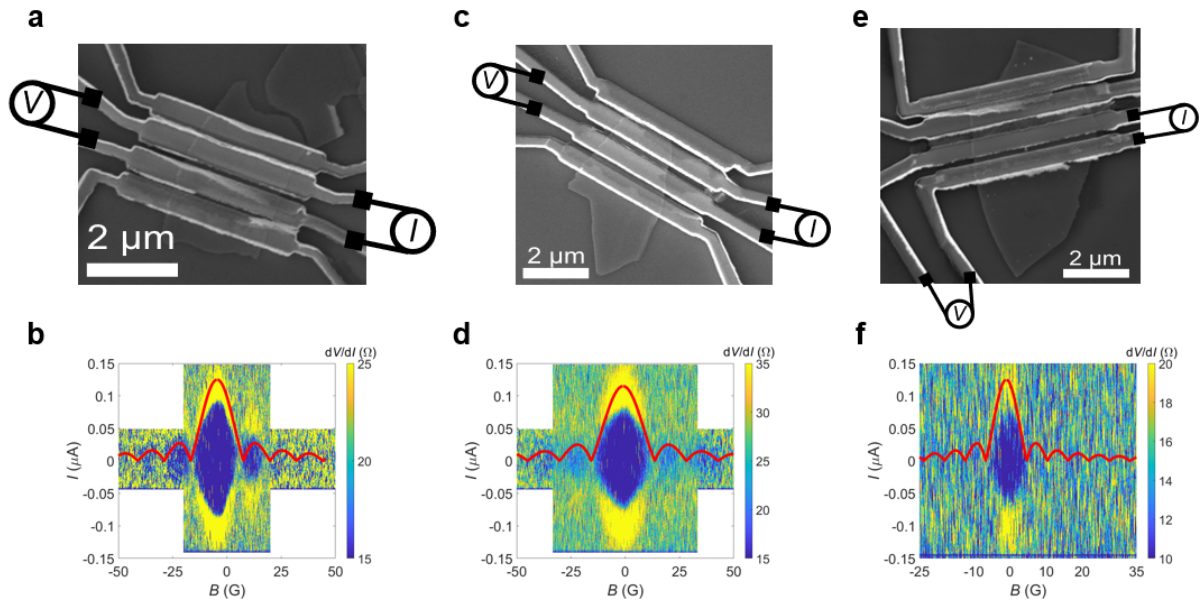 a
c
e
V
I
2 μm
V
I
2 μm
I
V
2 μm
b
d
f
dV/dI (Ω)
0.15
0.1
0.05
0
-0.05
-0.1
-0.15
I (μA)
-50
-25
0
25
50
B (G)
25
20
15
dV/dI (Ω)
0.15
0.1
0.05
0
-0.05
-0.1
-0.15
I (μA)
-50
-25
0
25
50
B (G)
35
30
25
20
15
dV/dI (Ω)
0.15
0.1
0.05
0
-0.05
-0.1
-0.15
I (μA)
-25
-10
0
10
20
35
B (G)
20
18
16
14
12
10